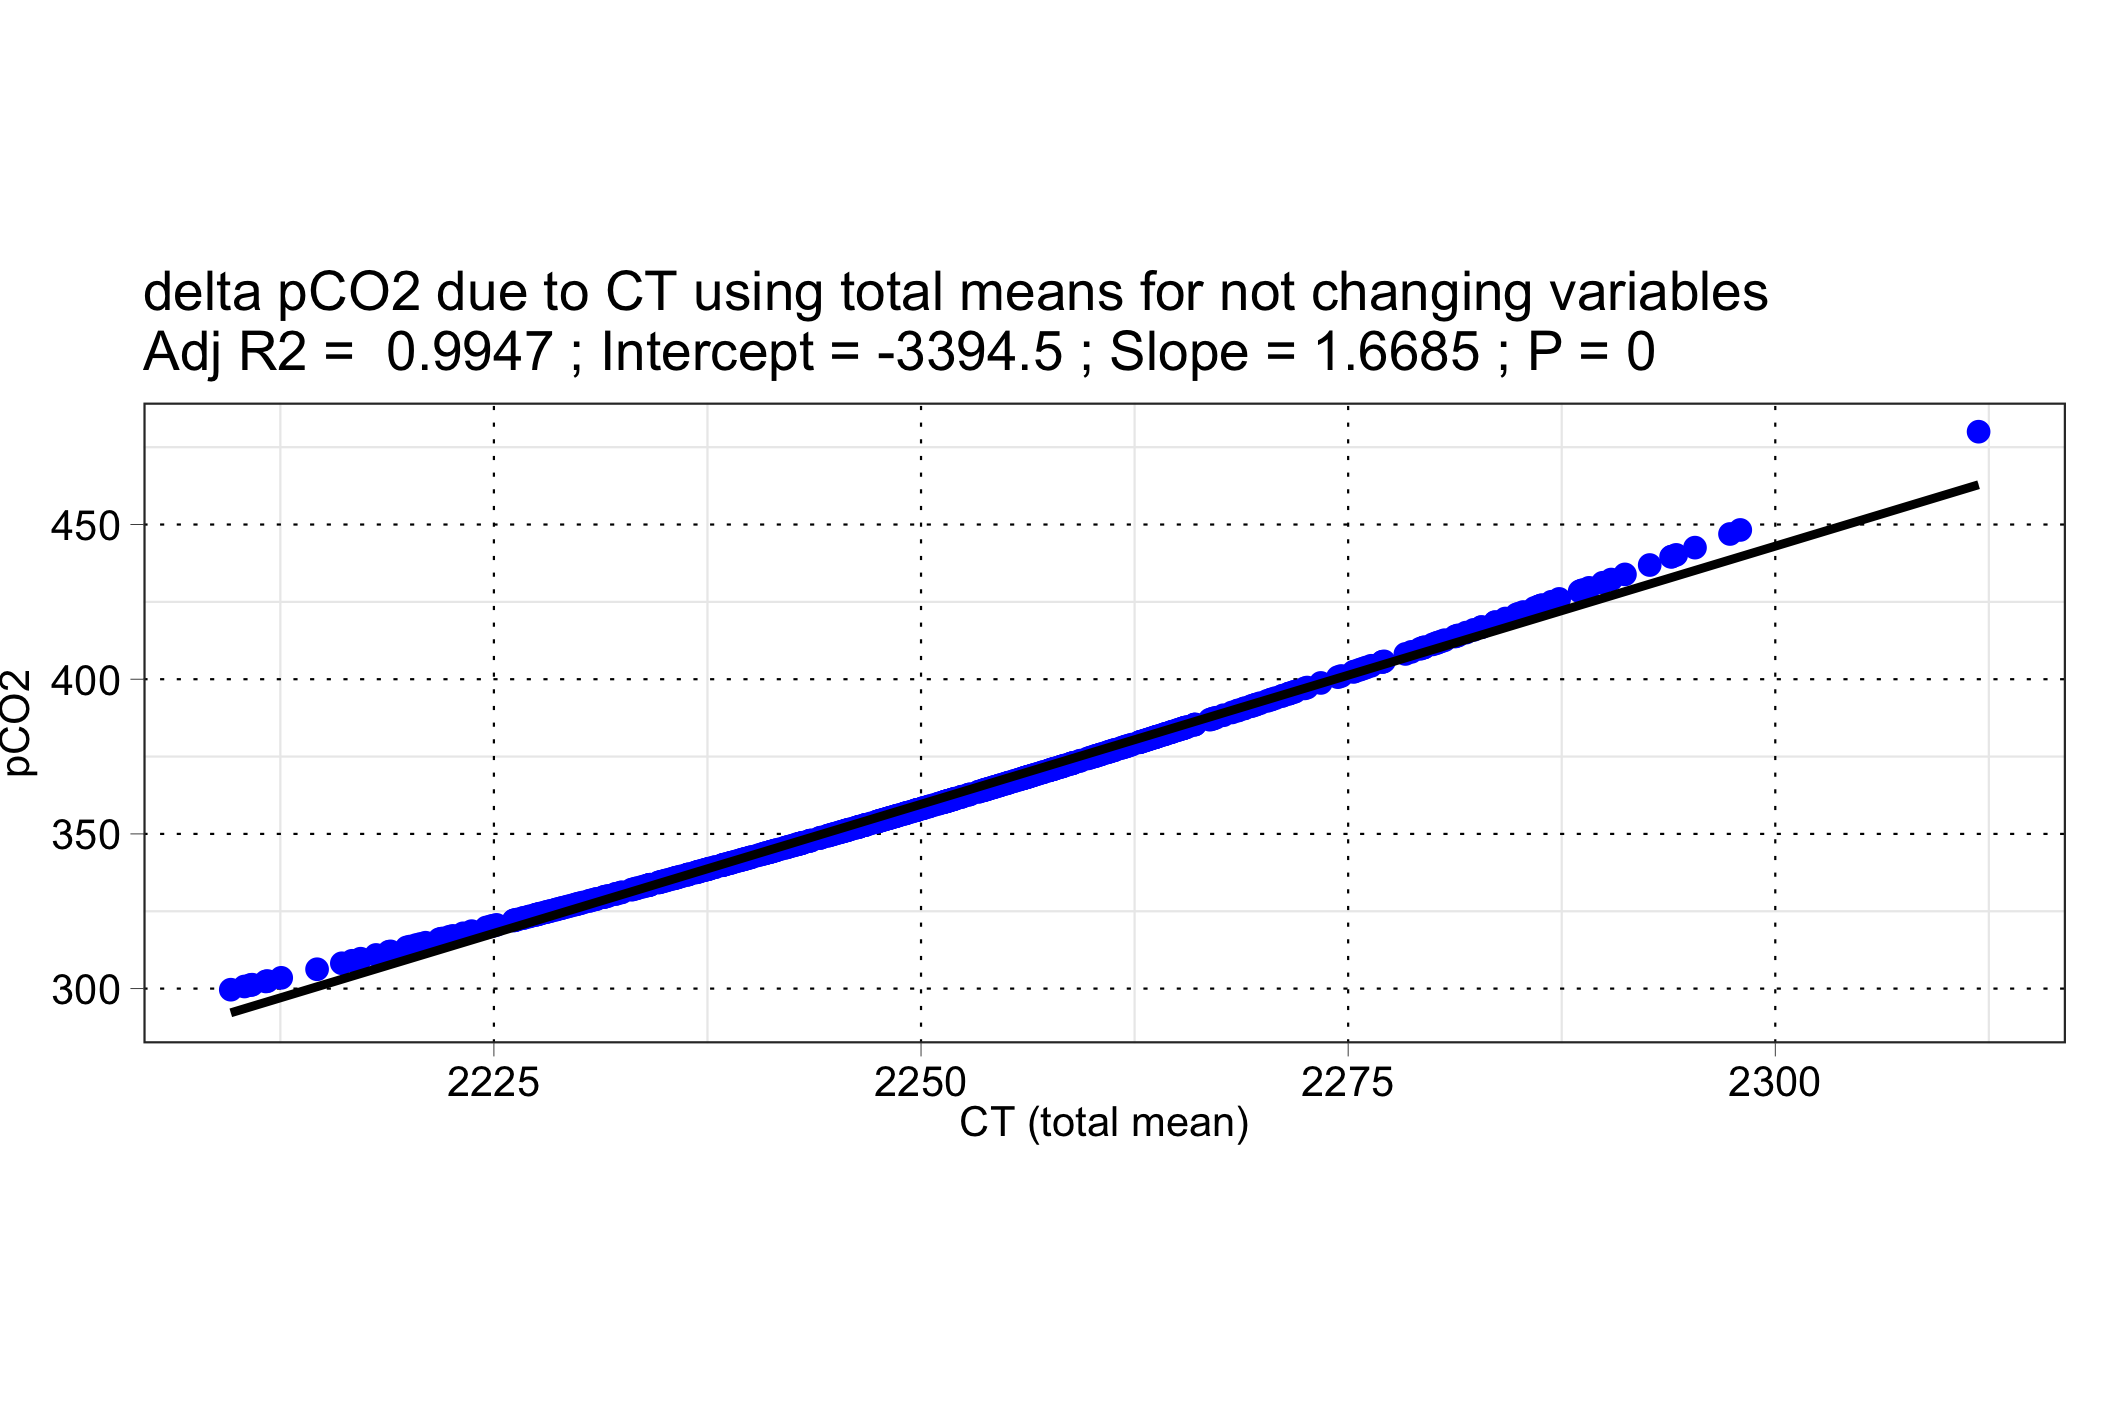 delta pCO2 due to CT using total means for not changing variables
Adj R2 =  0.9947 ; Intercept = -3394.5 ; Slope = 1.6685 ; P = 0
pCO2
450
400
350
300
2225 2250 2275 2300
CT (total mean)